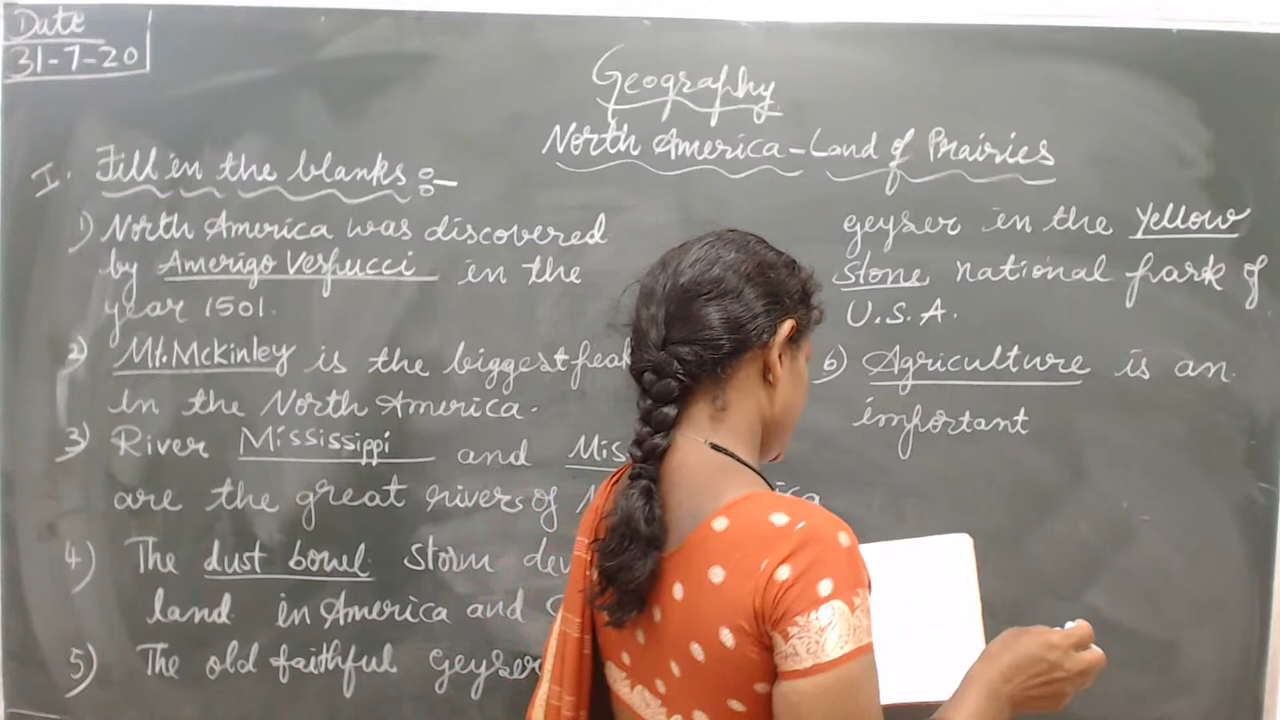 Date
31-7-20
Geography
North America - Land of Prairies
I. Fill in the blanks :-
1) North America was discovered
by Amerigo Vespucci in the
year 1501.
2) Mt. Mckinley is the biggest peak
in the North America.
3) River Mississippi and
are the great rivers of
4) The dust bowl storm
land in America and
5) The old faithful geyser
geyser in the Yellow
stone national park of
U.S.A.
6) Agriculture is an
important